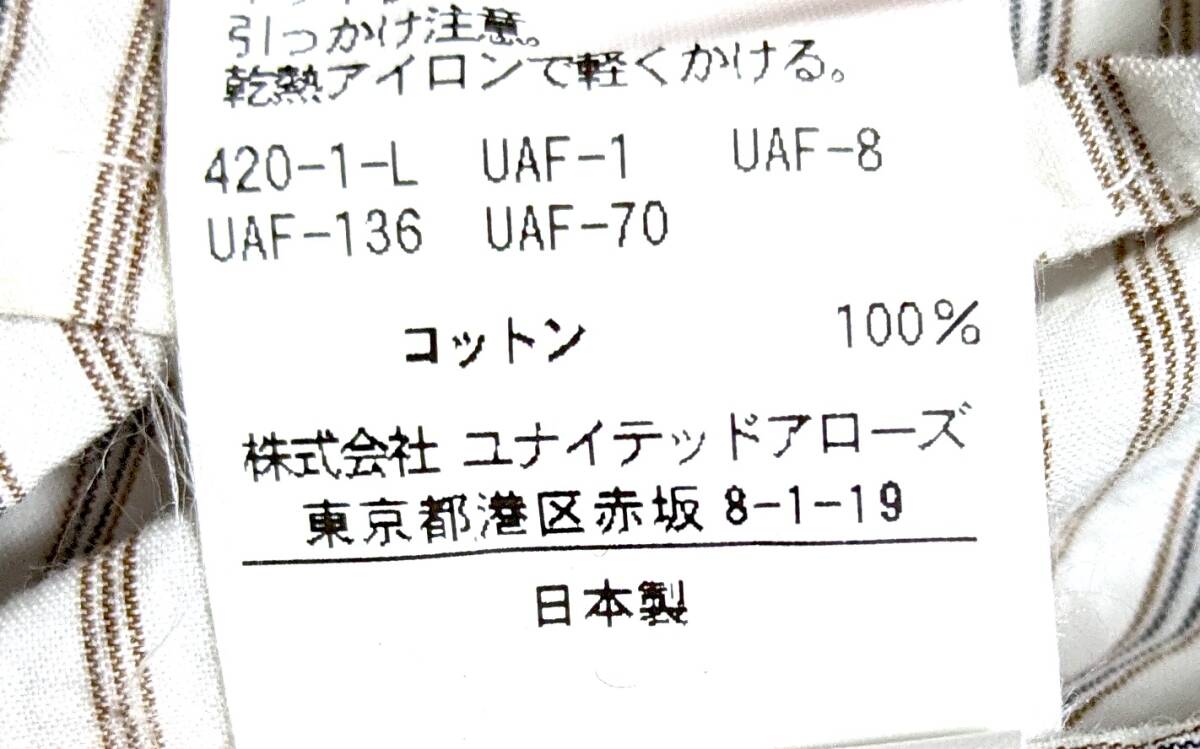 引っかけ注意。
乾熱アイロンで軽くかける。
420-1-L UAF-1 UAF-8
UAF-136 UAF-70
コットン 100%
株式会社 ユナイテッドアローズ
東京都港区赤坂 8-1-19
日本製